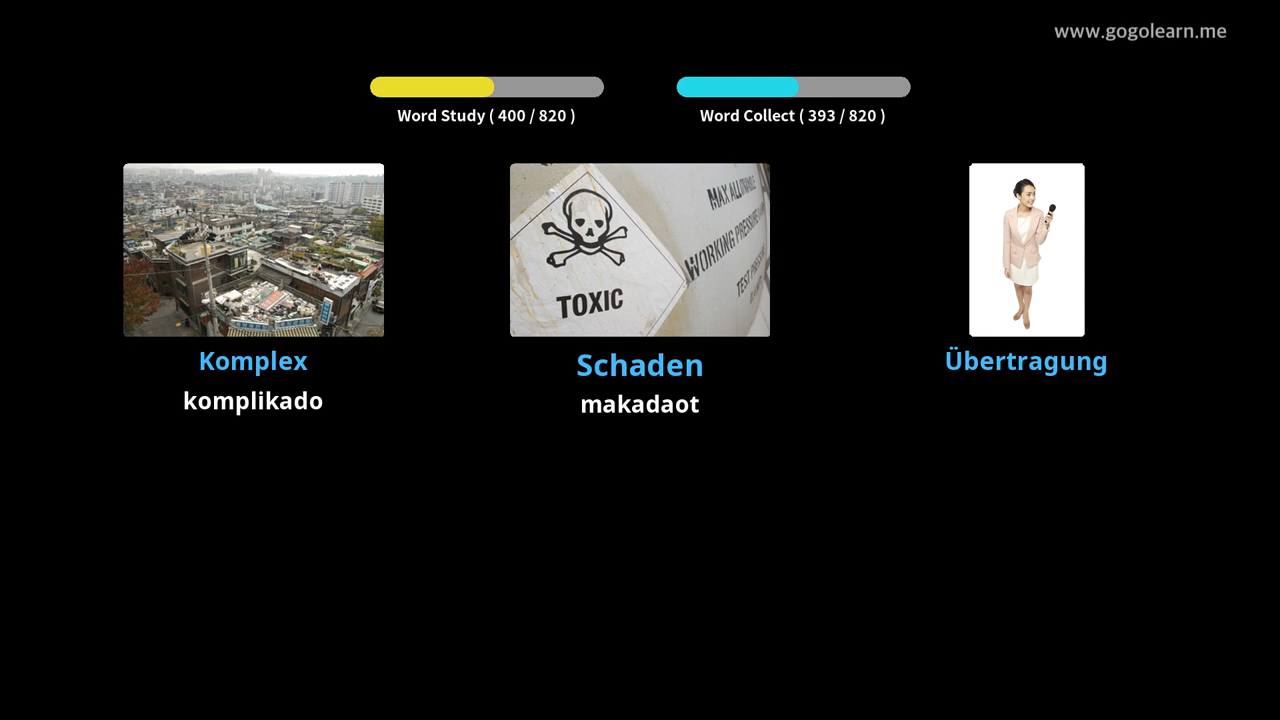 www.gogolearn.me
Word Study ( 400 / 820 )
Word Collect ( 393 / 820 )
TOXIC
MAX ALLOWABLE
WORKING PRESSURE
Komplex
Schaden
Übertragung
komplikado
makadaot